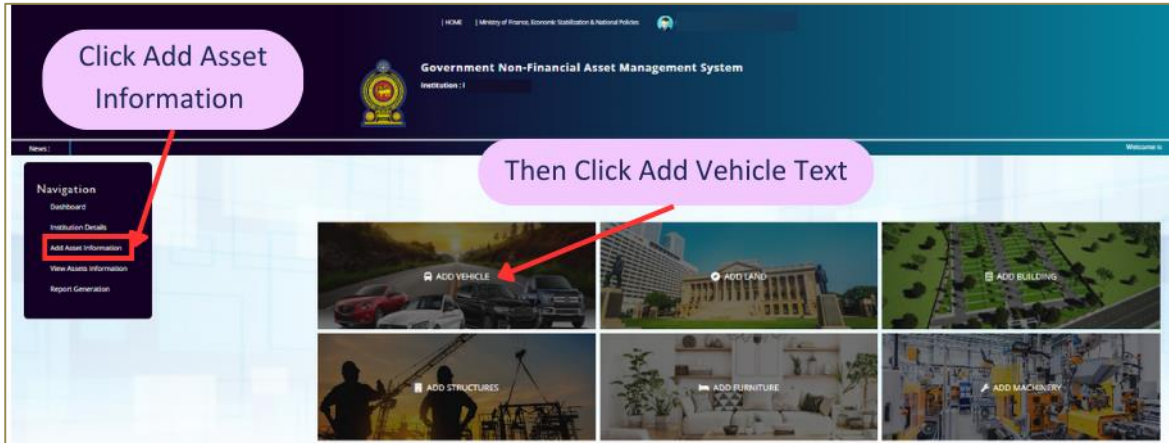 | HOME | Ministry of Finance, Economic Stabilization & National Policies
Click Add Asset
Information
Government Non-Financial Asset Management System
Institution : I
News :
Welcome to
Then Click Add Vehicle Text
Navigation
Dashboard
Institution Details
Add Asset Information
View Assets Information
Report Generation
ADD VEHICLE
ADD LAND
ADD BUILDING
ADD STRUCTURES
ADD FURNITURE
ADD MACHINERY